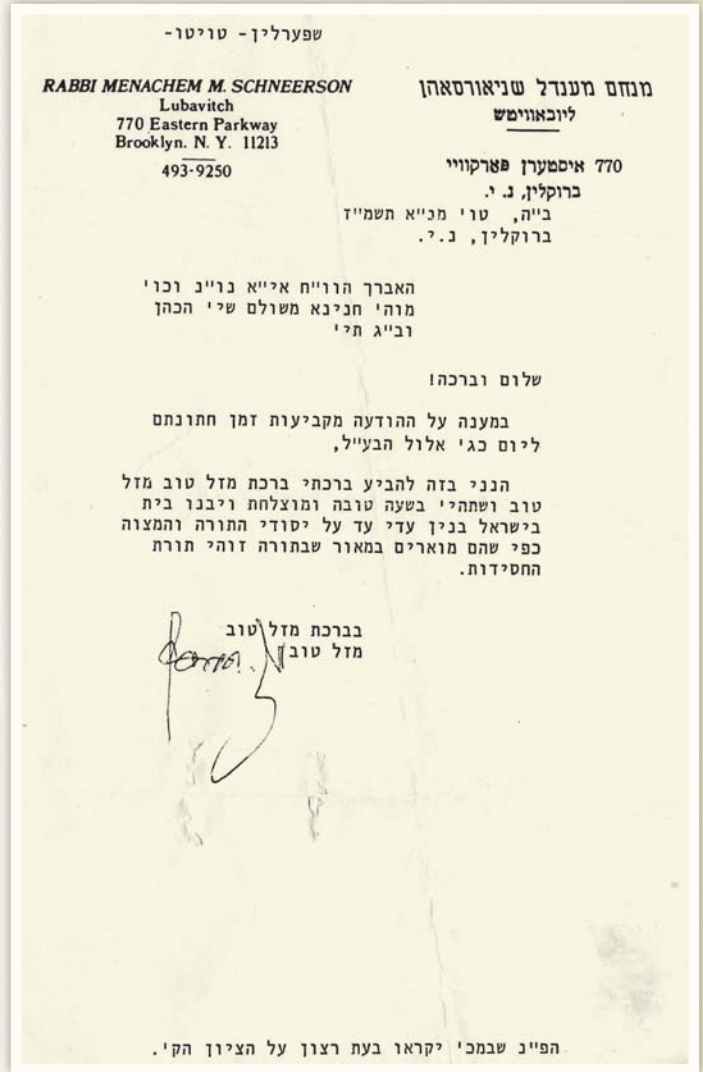 שפערלין- טויטו-
RABBI MENACHEM M. SCHNEERSON
Lubavitch
770 Eastern Parkway
Brooklyn. N. Y. 11213
493-9250
מנחם מענדל שניאורסאהן
ליובאוויטש
770 איסטערן פארקוויי
ברוקלין, נ. י.
ב"ה, טו' מנ"א תשמ"ז
ברוקלין, נ.י.
האברך הוו"ח אי"א נו"נ וכו'
מוה' חנינא משולם שי' הכהן
וב"ג תי'
שלום וברכה!
במענה על ההודעה מקביעות זמן חתונתם
ליום כג' אלול הבע"ל,
הנני בזה להביע ברכתי ברכת מזל טוב מזל
טוב ושתהי' בשעה טובה ומוצלחת ויבנו בית
בישראל בנין עדי עד על יסודי התורה והמצוה
כפי שהם מוארים במאור שבתורה זוהי תורת
החסידות.
בברכת מזל טוב
מזל טוב
הפ"נ שבמכ' יקראו בעת רצון על הציון הק'.